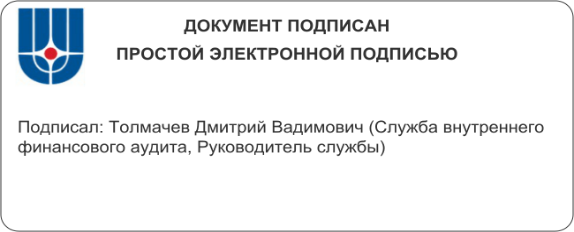 ДОКУМЕНТ ПОДПИСАН
ПРОСТОЙ ЭЛЕКТРОННОЙ ПОДПИСЬЮ
Подписал: Толмачев Дмитрий Вадимович (Служба внутреннего
финансового аудита, Руководитель службы)